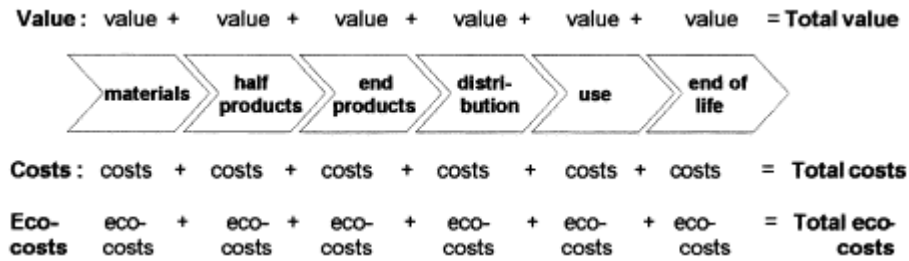 Value : value + value + value + value + value + value = Total value
materials
half products
end products
distri-
bution
use
end of life
Costs : costs + costs + costs + costs + costs + costs = Total costs
Eco- eco- + eco- + eco- + eco- + eco- + eco- = Total eco-
costs costs costs costs costs costs costs costs